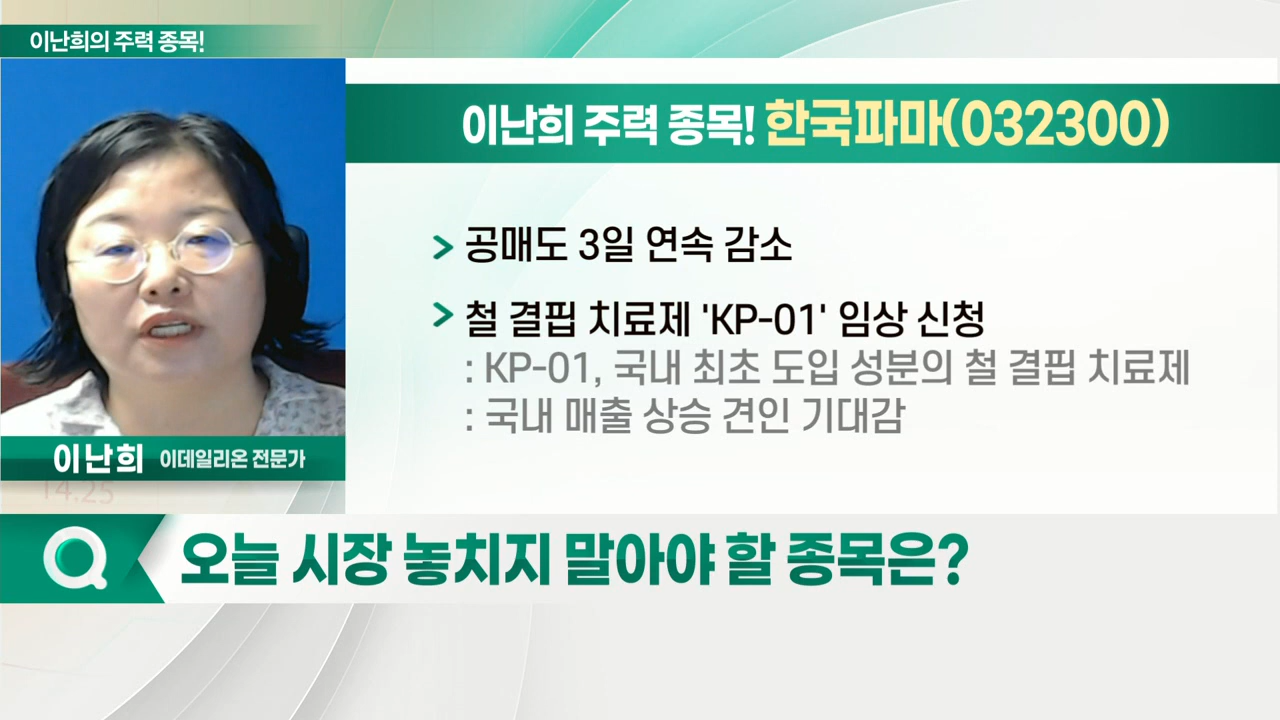 이난희의 주력 종목!
이난희 주력 종목! 한국파마(032300)
> 공매도 3일 연속 감소
> 철 결핍 치료제 'KP-01' 임상 신청
: KP-01, 국내 최초 도입 성분의 철 결핍 치료제
: 국내 매출 상승 견인 기대감
이난희 이데일리온 전문가
14.25
Q 오늘 시장 놓치지 말아야 할 종목은?